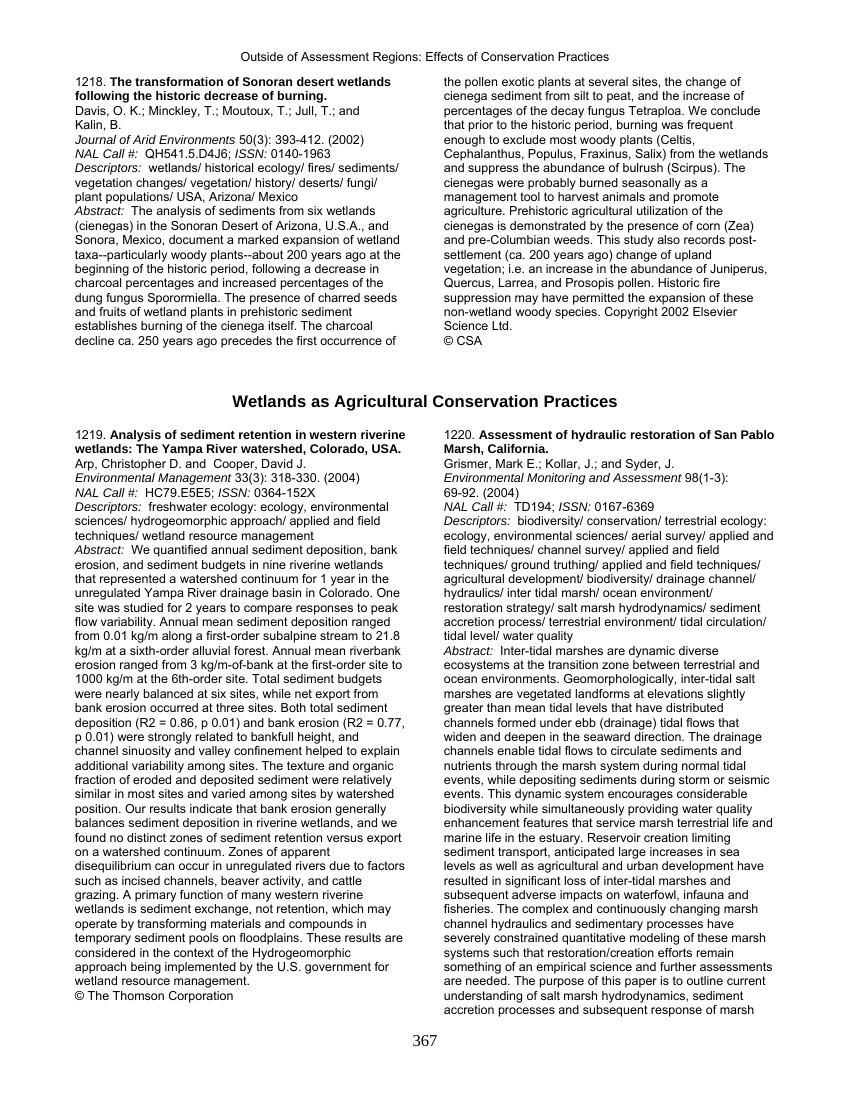 Outside of Assessment Regions: Effects of Conservation Practices
1218. The transformation of Sonoran desert wetlands
following the historic decrease of burning.
Davis, O. K.; Minckley, T.; Moutoux, T.; Jull, T.; and
Kalin, B.
Journal of Arid Environments 50(3): 393-412. (2002)
NAL Call #: QH541.5.D4J6; ISSN: 0140-1963
Descriptors: wetlands/ historical ecology/ fires/ sediments/
vegetation changes/ vegetation/ history/ deserts/ fungi/
plant populations/ USA, Arizona/ Mexico
Abstract: The analysis of sediments from six wetlands
(cienegas) in the Sonoran Desert of Arizona, U.S.A., and
Sonora, Mexico, document a marked expansion of wetland
taxa--particularly woody plants--about 200 years ago at the
beginning of the historic period, following a decrease in
charcoal percentages and increased percentages of the
dung fungus Sporormiella. The presence of charred seeds
and fruits of wetland plants in prehistoric sediment
establishes burning of the cienega itself. The charcoal
decline ca. 250 years ago precedes the first occurrence of
the pollen exotic plants at several sites, the change of
cienega sediment from silt to peat, and the increase of
percentages of the decay fungus Tetraploa. We conclude
that prior to the historic period, burning was frequent
enough to exclude most woody plants (Celtis,
Cephalanthus, Populus, Fraxinus, Salix) from the wetlands
and suppress the abundance of bulrush (Scirpus). The
cienegas were probably burned seasonally as a
management tool to harvest animals and promote
agriculture. Prehistoric agricultural utilization of the
cienegas is demonstrated by the presence of corn (Zea)
and pre-Columbian weeds. This study also records post-
settlement (ca. 200 years ago) change of upland
vegetation; i.e. an increase in the abundance of Juniperus,
Quercus, Larrea, and Prosopis pollen. Historic fire
suppression may have permitted the expansion of these
non-wetland woody species. Copyright 2002 Elsevier
Science Ltd.
© CSA
Wetlands as Agricultural Conservation Practices
1219. Analysis of sediment retention in western riverine
wetlands: The Yampa River watershed, Colorado, USA.
Arp, Christopher D. and Cooper, David J.
Environmental Management 33(3): 318-330. (2004)
NAL Call #: HC79.E5E5; ISSN: 0364-152X
Descriptors: freshwater ecology: ecology, environmental
sciences/ hydrogeomorphic approach/ applied and field
techniques/ wetland resource management
Abstract: We quantified annual sediment deposition, bank
erosion, and sediment budgets in nine riverine wetlands
that represented a watershed continuum for 1 year in the
unregulated Yampa River drainage basin in Colorado. One
site was studied for 2 years to compare responses to peak
flow variability. Annual mean sediment deposition ranged
from 0.01 kg/m along a first-order subalpine stream to 21.8
kg/m at a sixth-order alluvial forest. Annual mean riverbank
erosion ranged from 3 kg/m-of-bank at the first-order site to
1000 kg/m at the 6th-order site. Total sediment budgets
were nearly balanced at six sites, while net export from
bank erosion occurred at three sites. Both total sediment
deposition (R2 = 0.86, p 0.01) and bank erosion (R2 = 0.77,
p 0.01) were strongly related to bankfull height, and
channel sinuosity and valley confinement helped to explain
additional variability among sites. The texture and organic
fraction of eroded and deposited sediment were relatively
similar in most sites and varied among sites by watershed
position. Our results indicate that bank erosion generally
balances sediment deposition in riverine wetlands, and we
found no distinct zones of sediment retention versus export
on a watershed continuum. Zones of apparent
disequilibrium can occur in unregulated rivers due to factors
such as incised channels, beaver activity, and cattle
grazing. A primary function of many western riverine
wetlands is sediment exchange, not retention, which may
operate by transforming materials and compounds in
temporary sediment pools on floodplains. These results are
considered in the context of the Hydrogeomorphic
approach being implemented by the U.S. government for
wetland resource management.
© The Thomson Corporation
1220. Assessment of hydraulic restoration of San Pablo
Marsh, California.
Grismer, Mark E.; Kollar, J.; and Syder, J.
Environmental Monitoring and Assessment 98(1-3):
69-92. (2004)
NAL Call #: TD194; ISSN: 0167-6369
Descriptors: biodiversity/ conservation/ terrestrial ecology:
ecology, environmental sciences/ aerial survey/ applied and
field techniques/ channel survey/ applied and field
techniques/ ground truthing/ applied and field techniques/
agricultural development/ biodiversity/ drainage channel/
hydraulics/ inter tidal marsh/ ocean environment/
restoration strategy/ salt marsh hydrodynamics/ sediment
accretion process/ terrestrial environment/ tidal circulation/
tidal level/ water quality
Abstract: Inter-tidal marshes are dynamic diverse
ecosystems at the transition zone between terrestrial and
ocean environments. Geomorphologically, inter-tidal salt
marshes are vegetated landforms at elevations slightly
greater than mean tidal levels that have distributed
channels formed under ebb (drainage) tidal flows that
widen and deepen in the seaward direction. The drainage
channels enable tidal flows to circulate sediments and
nutrients through the marsh system during normal tidal
events, while depositing sediments during storm or seismic
events. This dynamic system encourages considerable
biodiversity while simultaneously providing water quality
enhancement features that service marsh terrestrial life and
marine life in the estuary. Reservoir creation limiting
sediment transport, anticipated large increases in sea
levels as well as agricultural and urban development have
resulted in significant loss of inter-tidal marshes and
subsequent adverse impacts on waterfowl, infauna and
fisheries. The complex and continuously changing marsh
channel hydraulics and sedimentary processes have
severely constrained quantitative modeling of these marsh
systems such that restoration/creation efforts remain
something of an empirical science and further assessments
are needed. The purpose of this paper is to outline current
understanding of salt marsh hydrodynamics, sediment
accretion processes and subsequent response of marsh
367